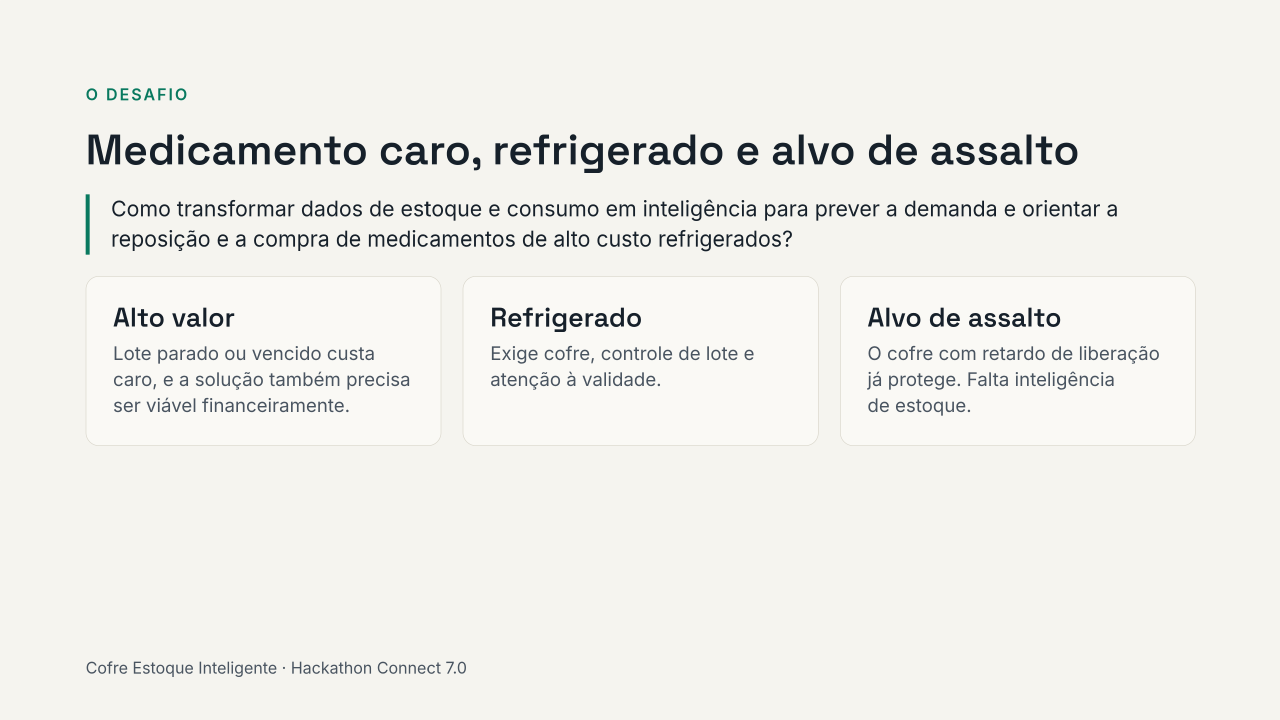 O DESAFIO
Medicamento caro, refrigerado e alvo de assalto
Como transformar dados de estoque e consumo em inteligência para prever a demanda e orientar a
reposição e a compra de medicamentos de alto custo refrigerados?
Alto valor
Lote parado ou vencido custa
caro, e a solução também precisa
ser viável financeiramente.
Refrigerado
Exige cofre, controle de lote e
atenção à validade.
Alvo de assalto
O cofre com retardo de liberação
já protege. Falta inteligência
de estoque.
Cofre Estoque Inteligente · Hackathon Connect 7.0